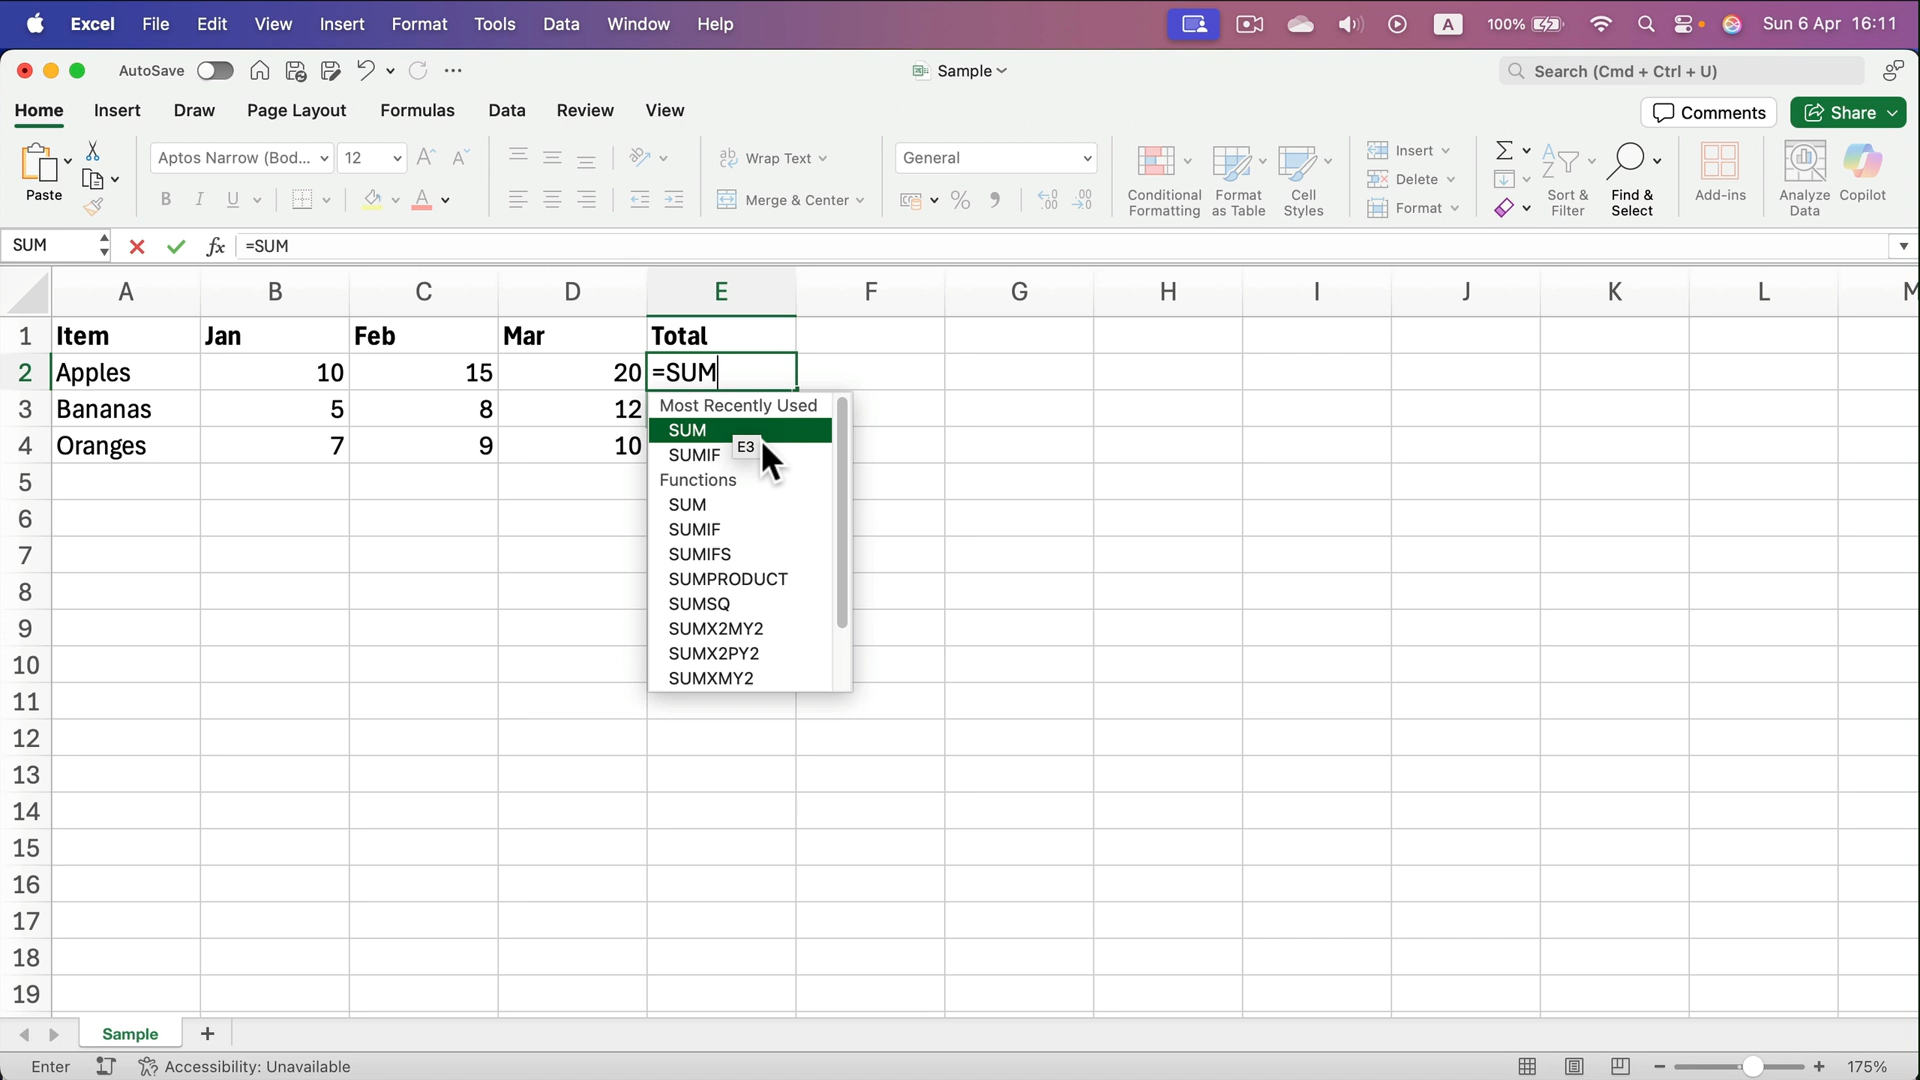 Excel File Edit View Insert Format Tools Data Window Help A 100% Sun 6 Apr 16:11
AutoSave Sample Search (Cmd + Ctrl + U)
Home Insert Draw Page Layout Formulas Data Review View Comments Share
Paste Aptos Narrow (Bod... 12 A A Wrap Text General Conditional Formatting Format as Table Cell Styles Insert Sort & Filter Find & Select Add-ins Analyze Data Copilot
B I U A Merge & Center % Delete
Format
SUM fx =SUM
A B C D E F G H I J K L M
1 Item Jan Feb Mar Total
2 Apples 10 15 20 =SUM
3 Bananas 5 8 12
4 Oranges 7 9 10
Most Recently Used
SUM
E3
SUMIF
Functions
SUM
SUMIF
SUMIFS
SUMPRODUCT
SUMSQ
SUMX2MY2
SUMX2PY2
SUMXMY2
5
6
7
8
9
10
11
12
13
14
15
16
17
18
19
Sample +
Enter Accessibility: Unavailable 175%